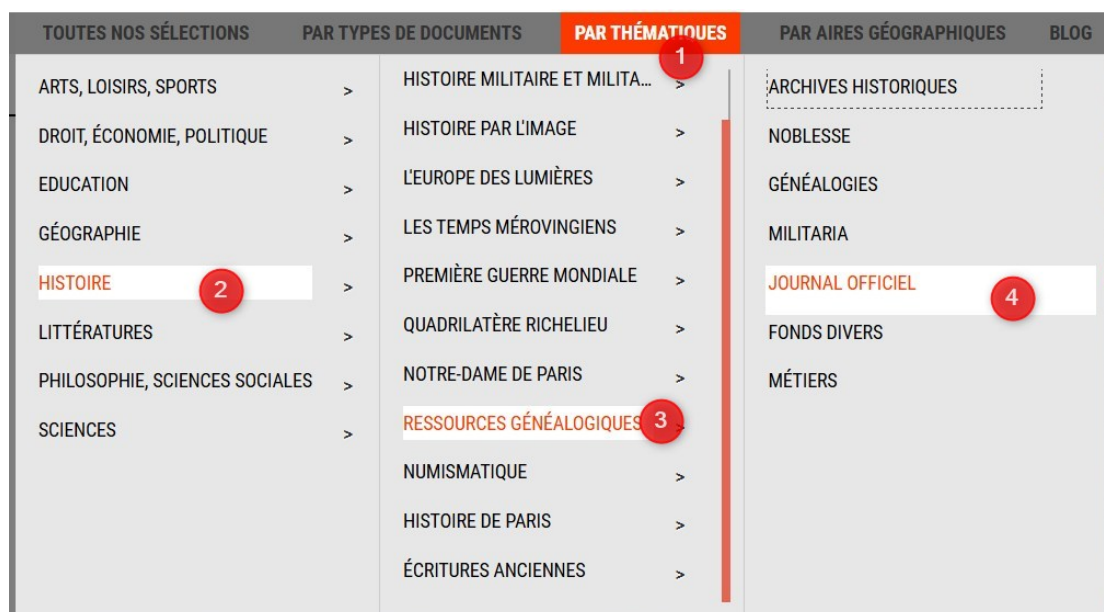 TOUTES NOS SÉLECTIONS PAR TYPES DE DOCUMENTS PAR THÉMATIQUES PAR AIRES GÉOGRAPHIQUES BLOG
1
ARTS, LOISIRS, SPORTS >
DROIT, ÉCONOMIE, POLITIQUE >
EDUCATION >
GÉOGRAPHIE >
HISTOIRE 2 >
LITTÉRATURES >
PHILOSOPHIE, SCIENCES SOCIALES >
SCIENCES >
HISTOIRE MILITAIRE ET MILITA... >
HISTOIRE PAR L'IMAGE >
L'EUROPE DES LUMIÈRES >
LES TEMPS MÉROVINGIENS >
PREMIÈRE GUERRE MONDIALE >
QUADRILATÈRE RICHELIEU >
NOTRE-DAME DE PARIS >
RESSOURCES GÉNÉALOGIQUES 3 >
NUMISMATIQUE >
HISTOIRE DE PARIS >
ÉCRITURES ANCIENNES >
ARCHIVES HISTORIQUES
NOBLESSE
GÉNÉALOGIES
MILITARIA
JOURNAL OFFICIEL 4
FONDS DIVERS
MÉTIERS